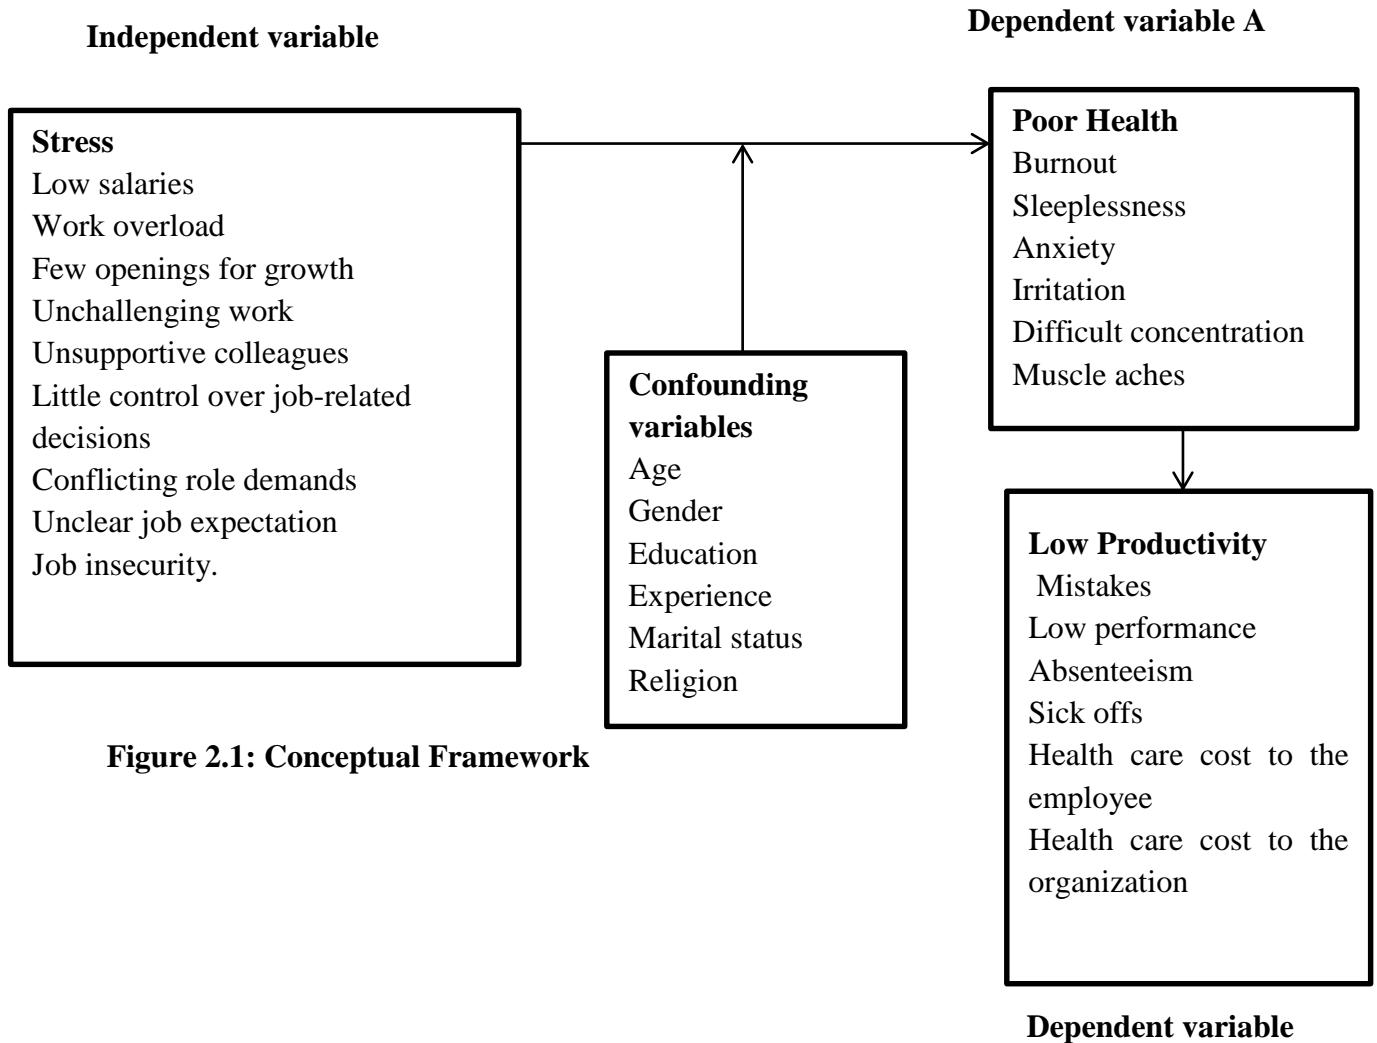 Independent variable
Dependent variable A
Stress
Low salaries
Work overload
Few openings for growth
Unchallenging work
Unsupportive colleagues
Little control over job-related
decisions
Conflicting role demands
Unclear job expectation
Job insecurity.
Confounding
variables
Age
Gender
Education
Experience
Marital status
Religion
Poor Health
Burnout
Sleeplessness
Anxiety
Irritation
Difficult concentration
Muscle aches
Low Productivity
Mistakes
Low performance
Absenteeism
Sick offs
Health care cost to the
employee
Health care cost to the
organization
Figure 2.1: Conceptual Framework
Dependent variable